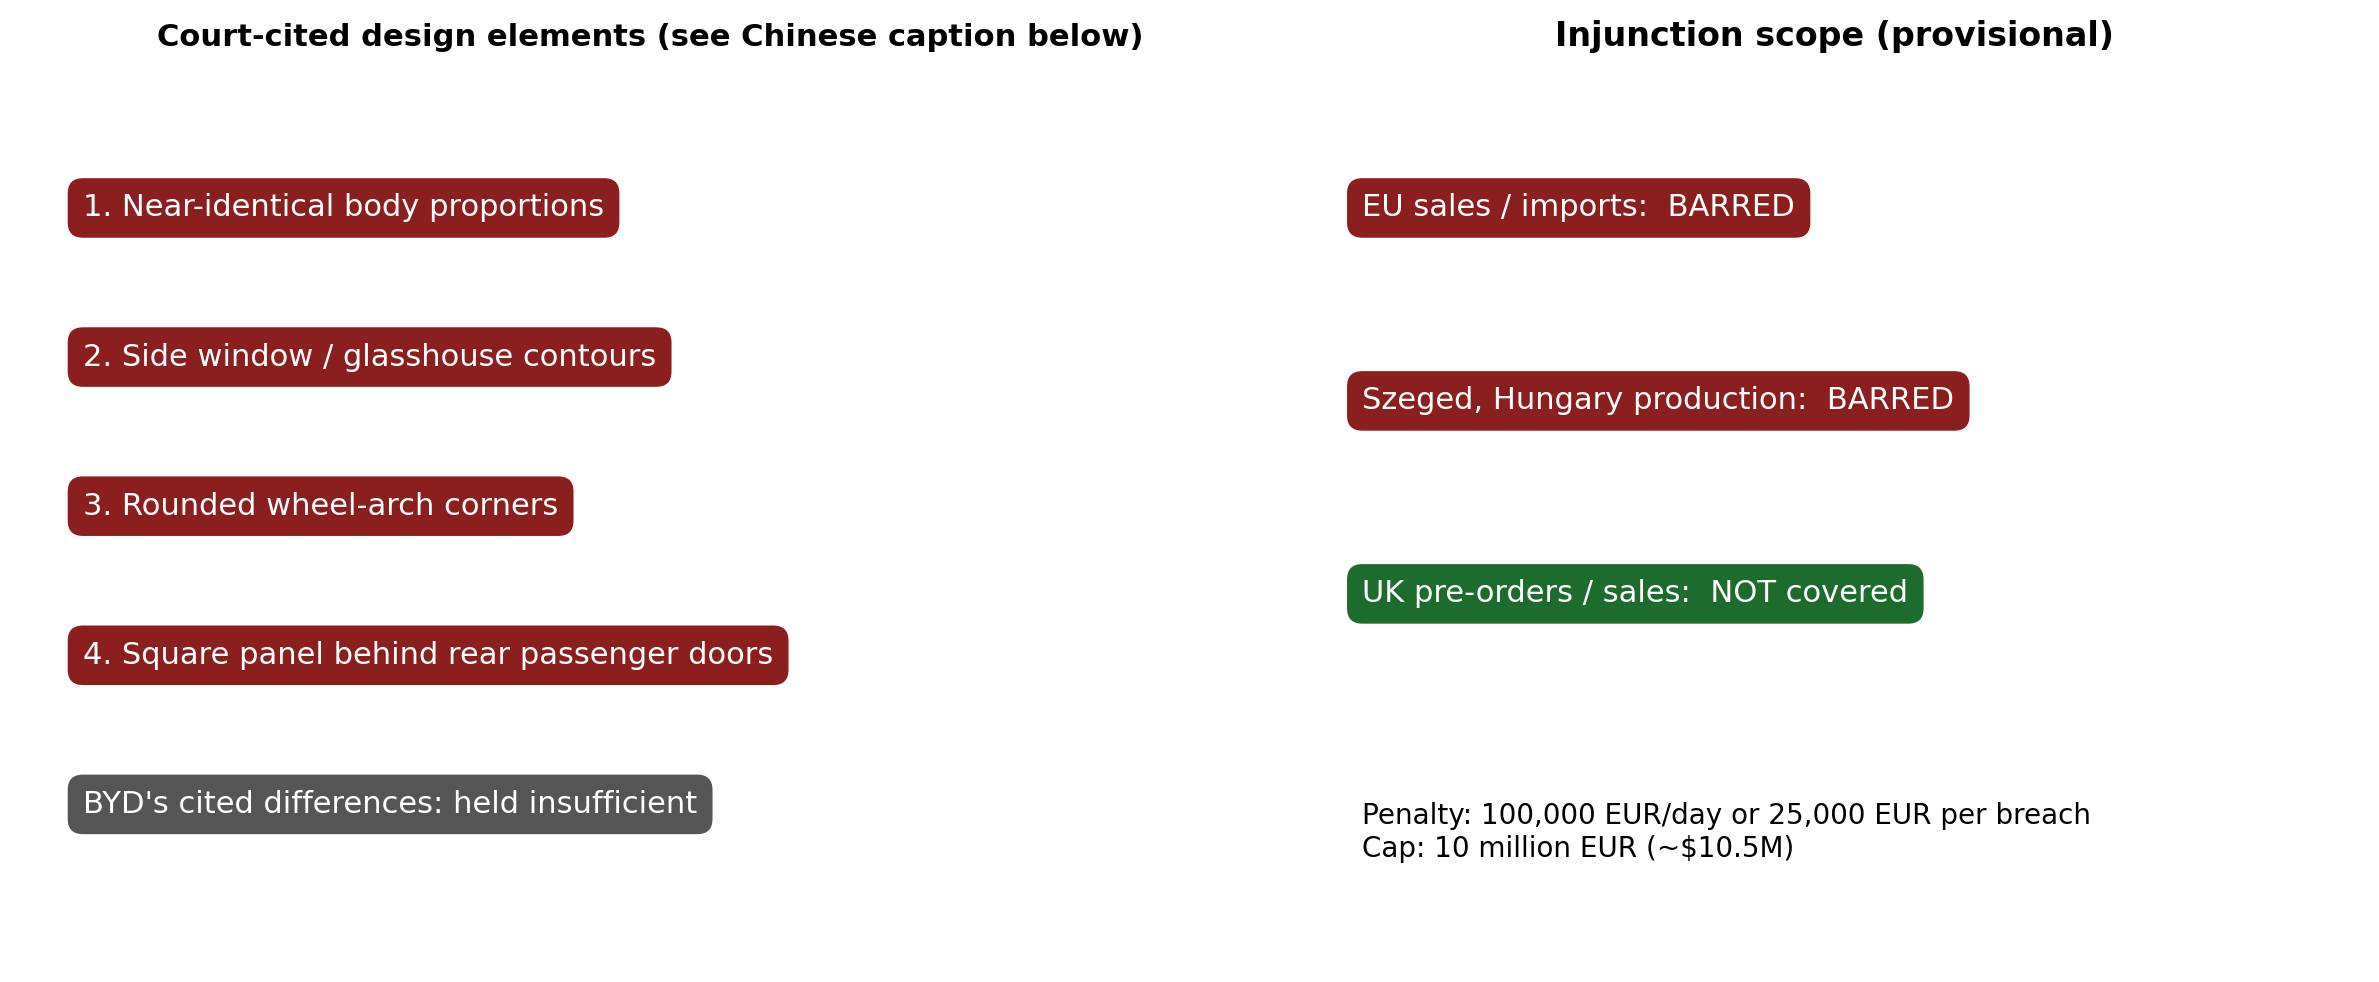 Court-cited design elements (see Chinese caption below)
1. Near-identical body proportions
2. Side window / glasshouse contours
3. Rounded wheel-arch corners
4. Square panel behind rear passenger doors
BYD's cited differences: held insufficient
Injunction scope (provisional)
EU sales / imports:  BARRED
Szeged, Hungary production:  BARRED
UK pre-orders / sales:  NOT covered
Penalty: 100,000 EUR/day or 25,000 EUR per breach
Cap: 10 million EUR (~$10.5M)